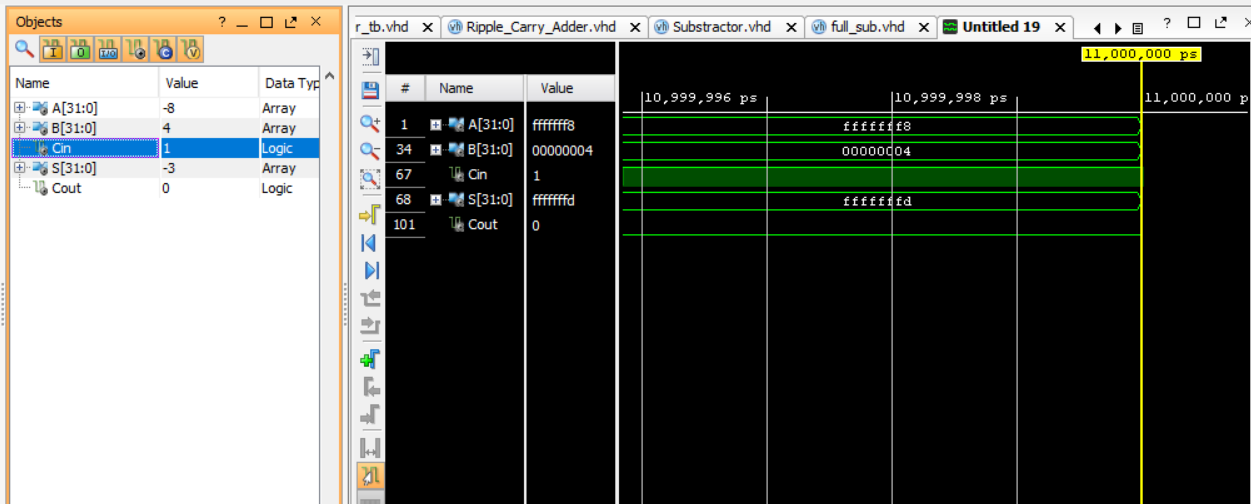 Objects
Name Value Data Typ
A[31:0] -8 Array
B[31:0] 4 Array
Cin 1 Logic
S[31:0] -3 Array
Cout 0 Logic
r_tb.vhd Ripple_Carry_Adder.vhd Substractor.vhd full_sub.vhd Untitled 19
11,000,000 ps
# Name Value
10,999,996 ps 10,999,998 ps 11,000,000 p
1 A[31:0] fffffff8 fffffff8
34 B[31:0] 00000004 00000004
67 Cin 1
68 S[31:0] fffffffd fffffffd
101 Cout 0